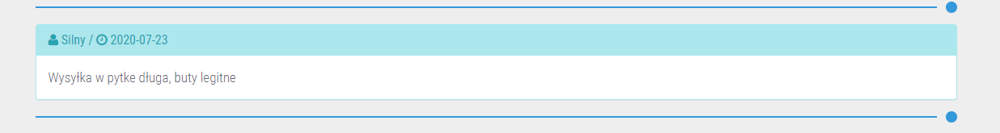 Silny / 2020-07-23
Wysyłka w pytke długa, buty legitne